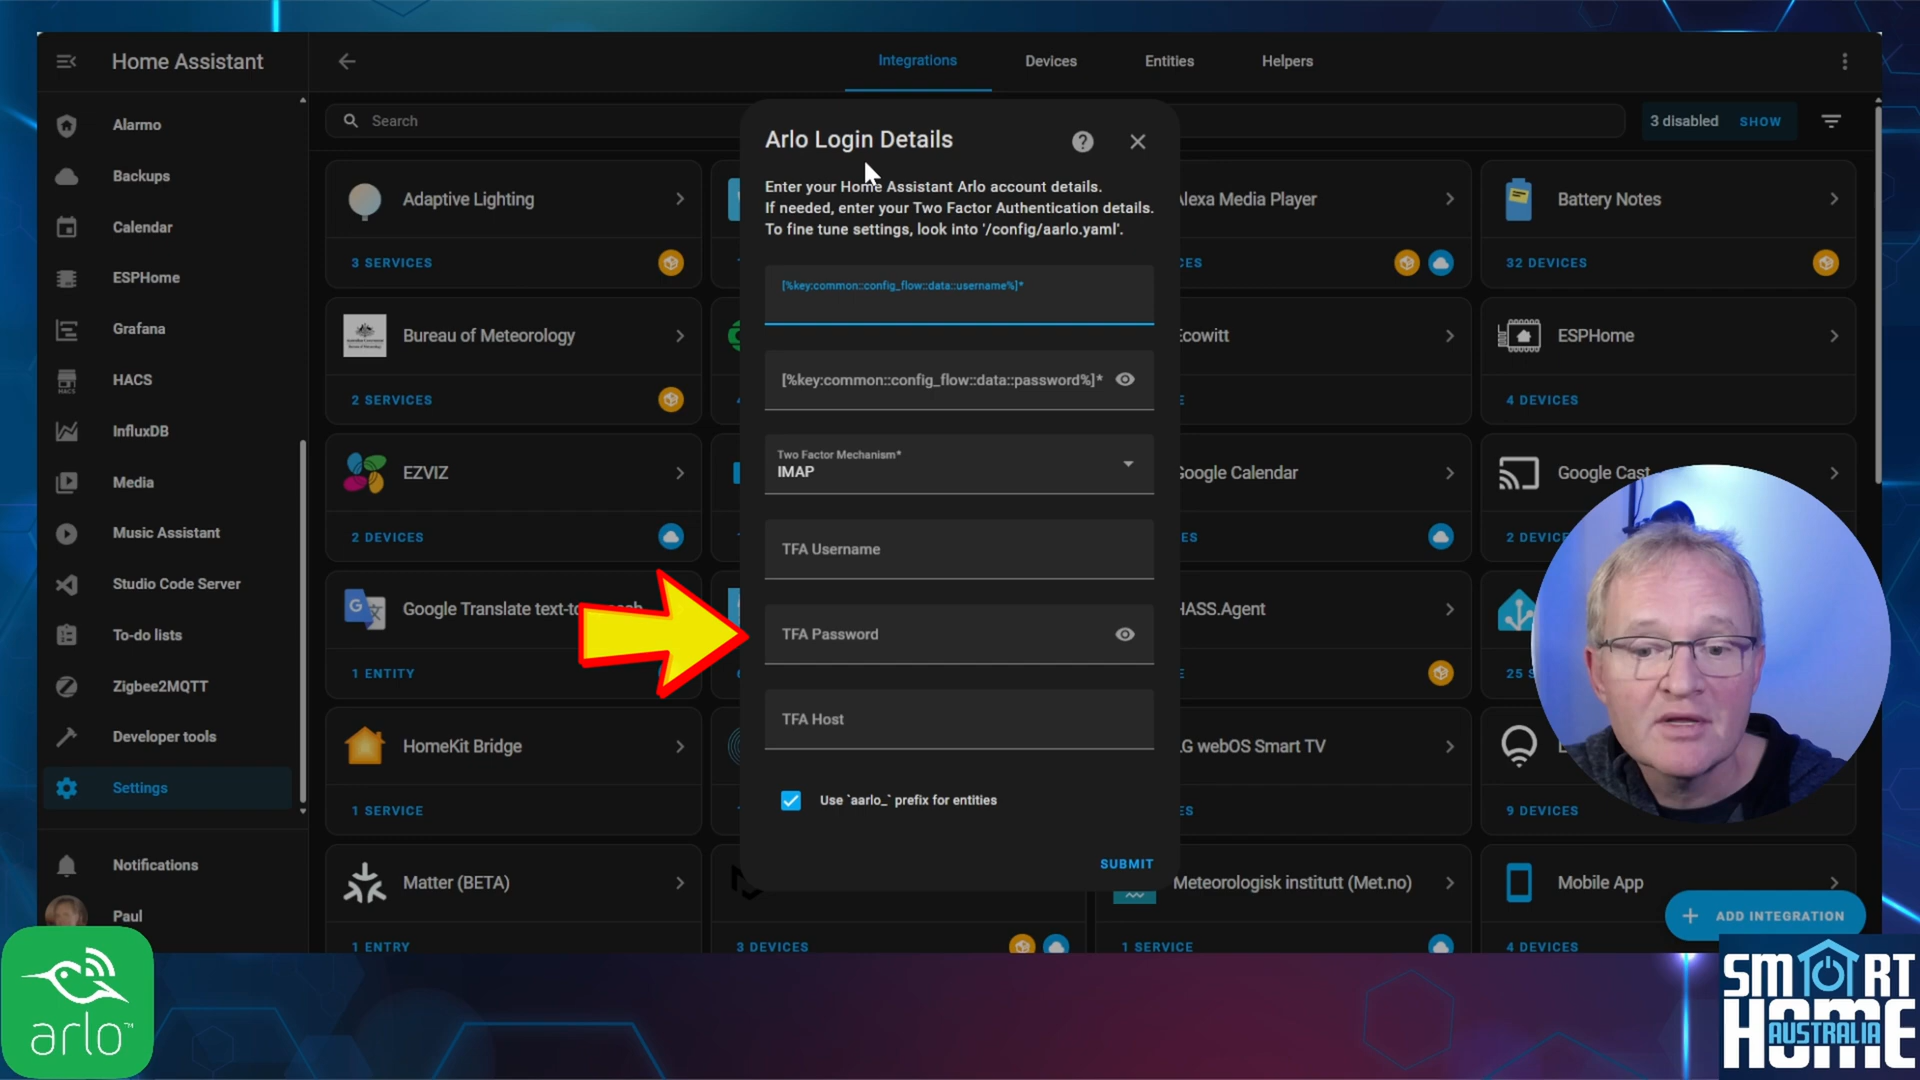 Home Assistant
Integrations
Devices
Entities
Helpers
Alarmo
Backups
Calendar
ESPHome
Grafana
HACS
InfluxDB
Media
Music Assistant
Studio Code Server
To-do lists
Zigbee2MQTT
Developer tools
Settings
Notifications
Paul
Search
3 disabled
SHOW
Arlo Login Details
Enter your Home Assistant Arlo account details.
If needed, enter your Two Factor Authentication details.
To fine tune settings, look into '/config/aarlo.yaml'.
[%key:common::config_flow::data::username%]*
[%key:common::config_flow::data::password%]*
Two Factor Mechanism*
IMAP
TFA Username
TFA Password
TFA Host
Use `aarlo_` prefix for entities
SUBMIT
Adaptive Lighting
3 SERVICES
Alexa Media Player
Battery Notes
32 DEVICES
Bureau of Meteorology
2 SERVICES
Ecowitt
ESPHome
4 DEVICES
EZVIZ
2 DEVICES
Google Calendar
Google Cast
2 DEVIC
Google Translate text-to
1 ENTITY
HASS.Agent
25 S
HomeKit Bridge
1 SERVICE
LG webOS Smart TV
9 DEVICES
Matter (BETA)
1 ENTRY
3 DEVICES
Meteorologisk institutt (Met.no)
1 SERVICE
Mobile App
4 DEVICES
ADD INTEGRATION
arlo™
SMART
HOME
AUSTRALIA